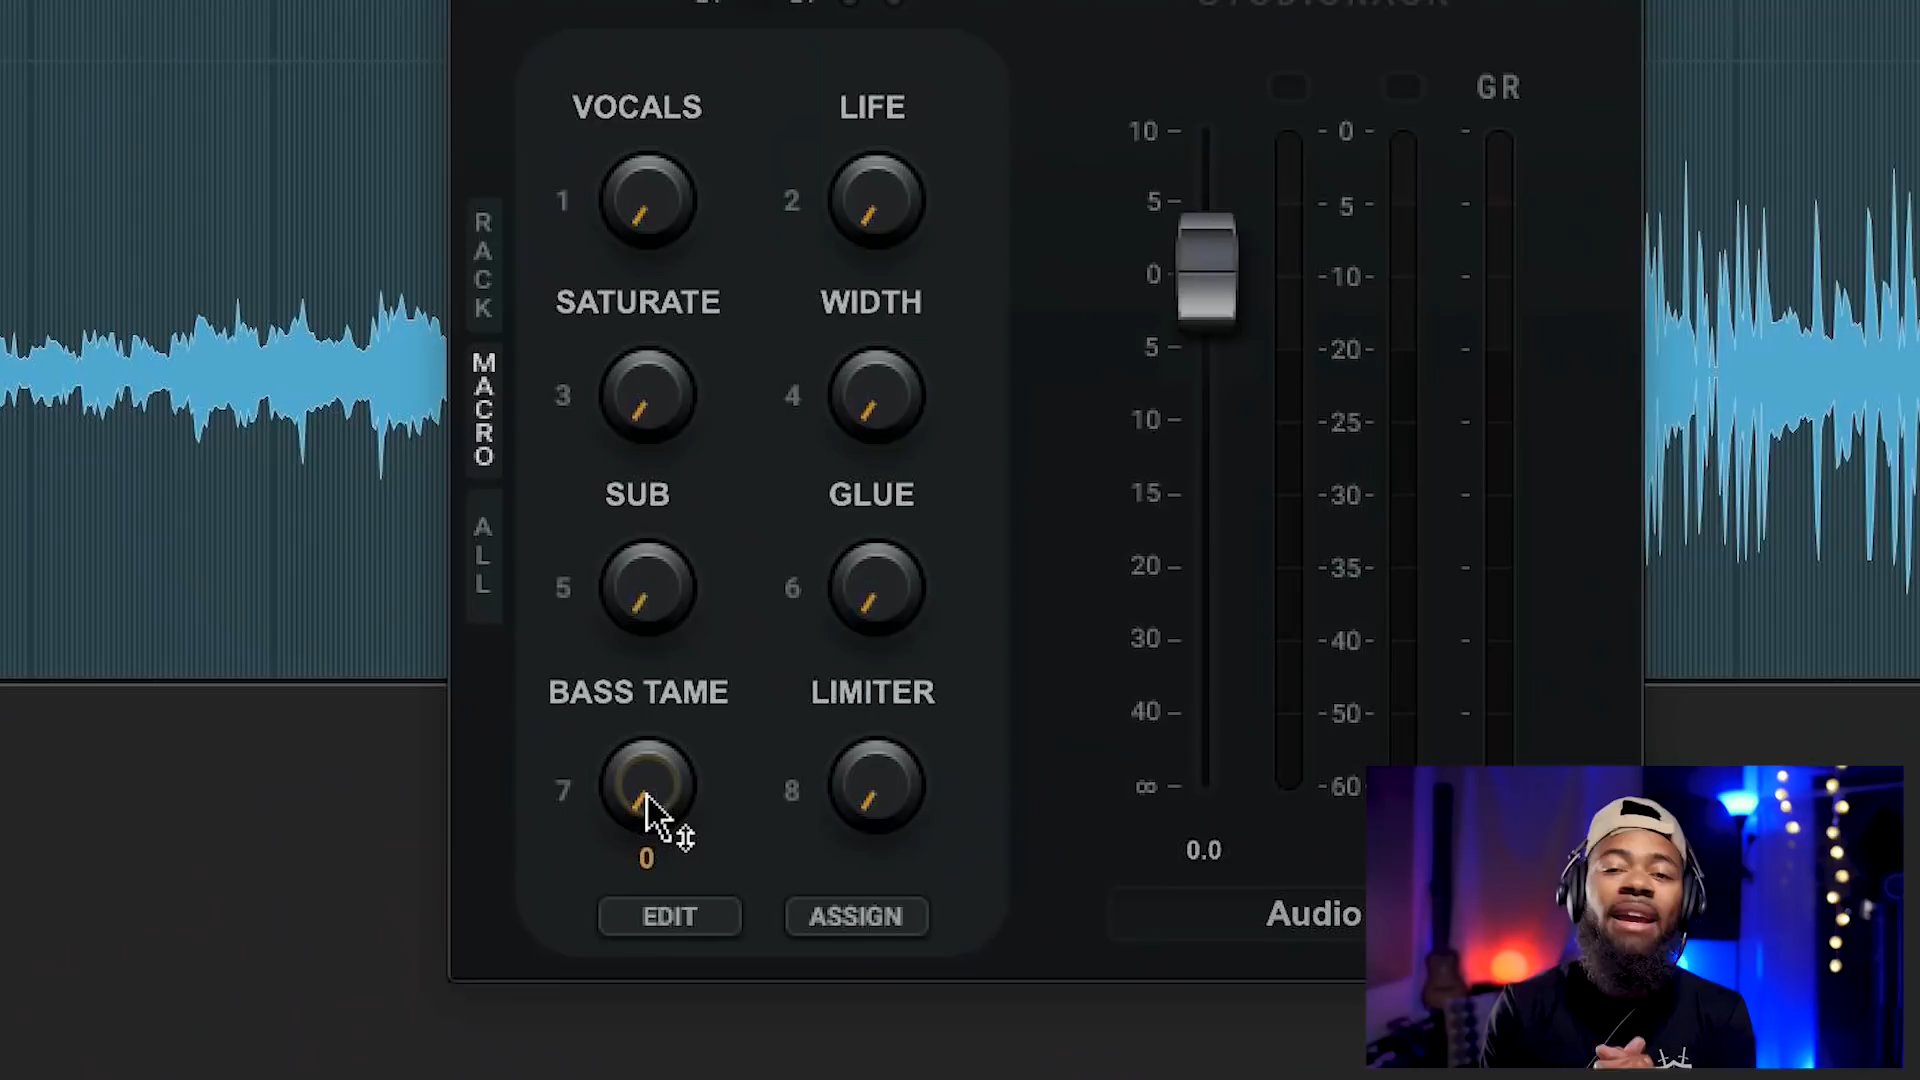 STUDIORACK
VOCALS LIFE
1 2
SATURATE WIDTH
3 4
SUB GLUE
5 6
BASS TAME LIMITER
7 8
0
EDIT ASSIGN
RACK
MACRO
ALL
GR
10
5
0
5
10
15
20
30
40
∞
0
5
10
20
25
30
35
40
50
60
0.0
Audio